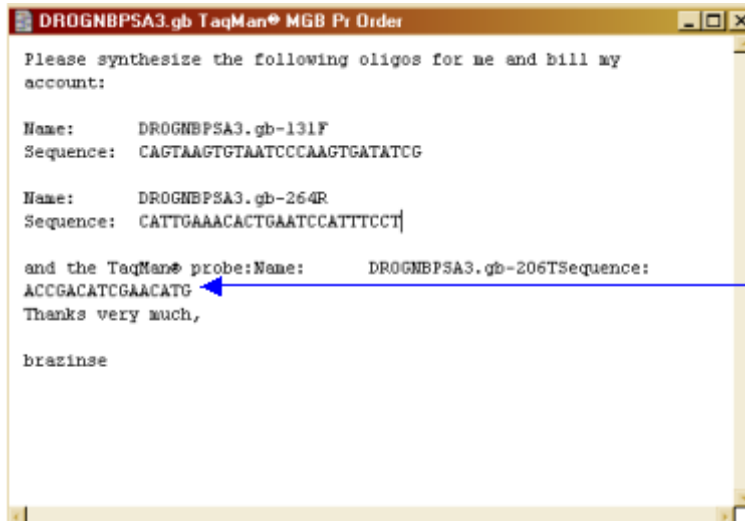 DROGNBPSA3.gb TaqMan® MGB Pr Order
Please synthesize the following oligos for me and bill my
account:
Name: DROGNBPSA3.gb-131F
Sequence: CAGTAAGTGTAATCCCAAGTGATATCG
Name: DROGNBPSA3.gb-264R
Sequence: CATTGAAACACTGAATCCATTTCCT
and the TaqMan® probe:Name: DROGNBPSA3.gb-206TSequence:
ACCGACATCGAACATG
Thanks very much,
brazinse